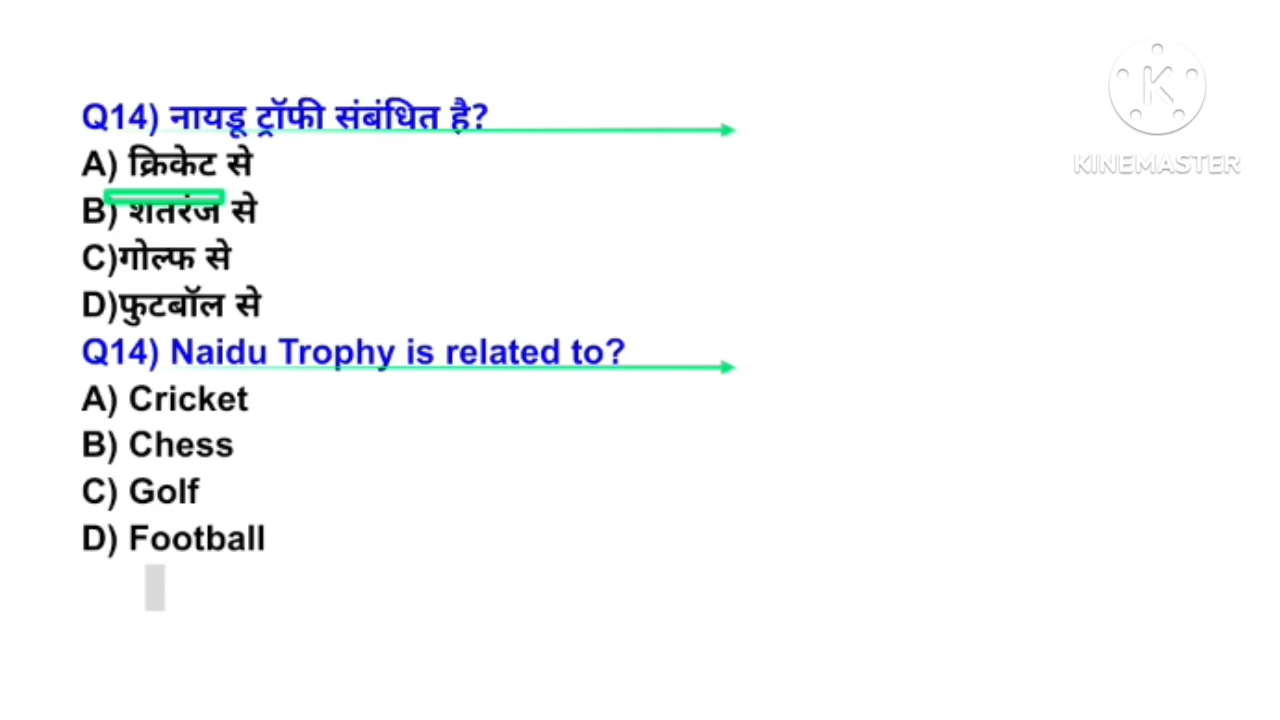 Q14) नायडू ट्रॉफी संबंधित है?
A) क्रिकेट से
B) शतरंज से
C)गोल्फ से
D)फुटबॉल से
Q14) Naidu Trophy is related to?
A) Cricket
B) Chess
C) Golf
D) Football
K
KINEMASTER